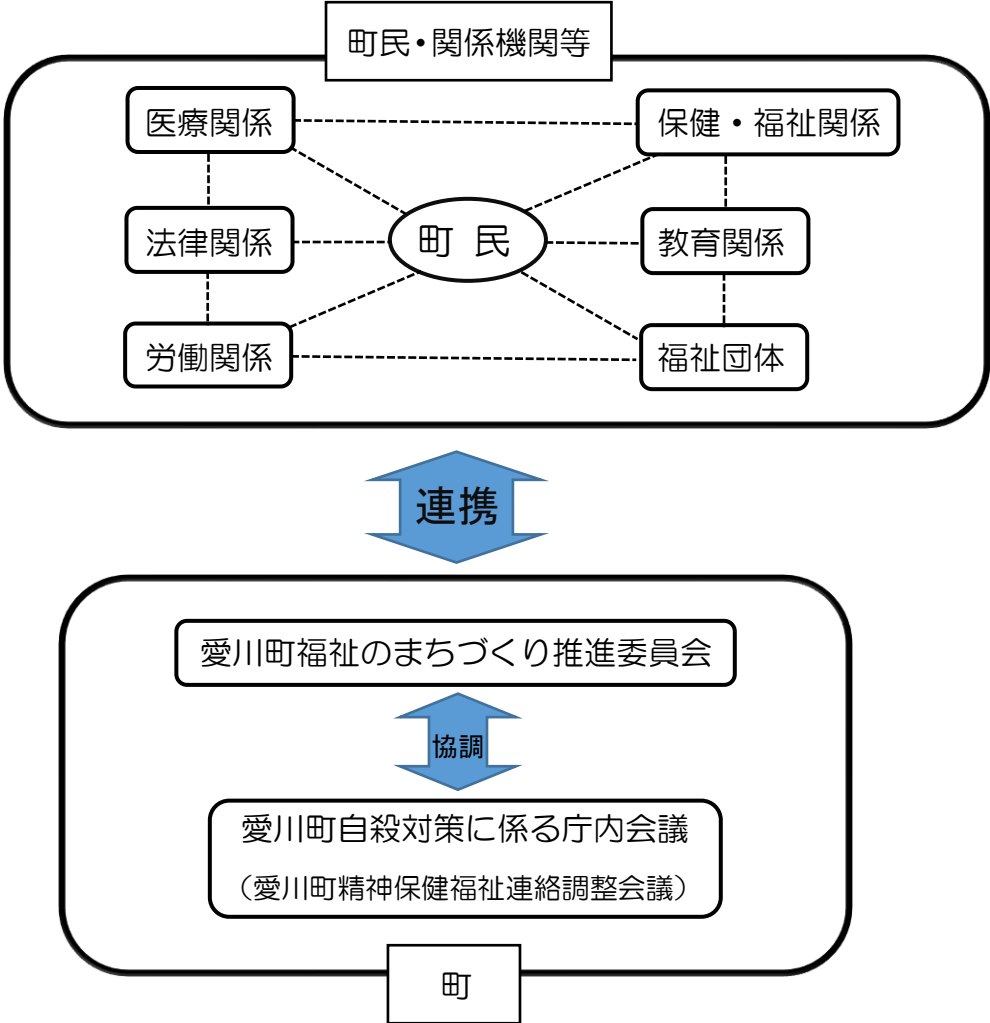 町民・関係機関等
医療関係
保健・福祉関係
法律関係
町 民
教育関係
労働関係
福祉団体
連携
愛川町福祉のまちづくり推進委員会
協調
愛川町自殺対策に係る庁内会議
（愛川町精神保健福祉連絡調整会議）
町